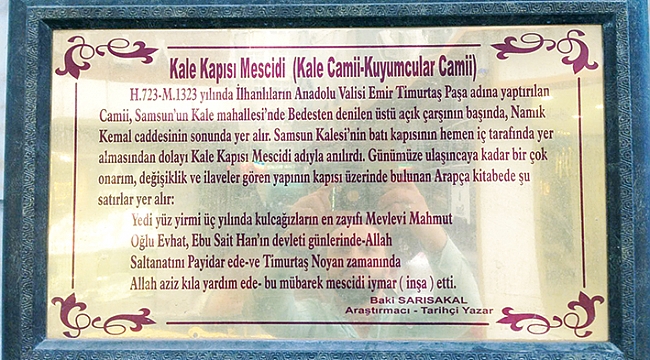 Kale Kapısı Mescidi (Kale Camii-Kuyumcular Camii)
H.723-M.1323 yılında İlhanlıların Anadolu Valisi Emir Timurtaş Paşa adına yaptırılan
Camii, Samsun'un Kale mahallesi'nde Bedesten denilen üstü açık çarşının başında, Namık
Kemal caddesinin sonunda yer alır. Samsun Kalesi'nin batı kapısının hemen iç tarafında yer
almasından dolayı Kale Kapısı Mescidi adıyla anılırdı. Günümüze ulaşıncaya kadar bir çok
onarım, değişiklik ve ilaveler gören yapının kapısı üzerinde bulunan Arapça kitabede şu
satırlar yer alır:
Yedi yüz yirmi üç yılında kulcağızların en zayıfı Mevlevi Mahmut
Oğlu Evhat, Ebu Sait Han'ın devleti günlerinde-Allah
Saltanatını Payidar ede-ve Timurtaş Noyan zamanında
Allah aziz kıla yardım ede- bu mübarek mescidi iymar ( inşa ) etti.
Baki SARISAKAL
Araştırmacı - Tarihçi Yazar